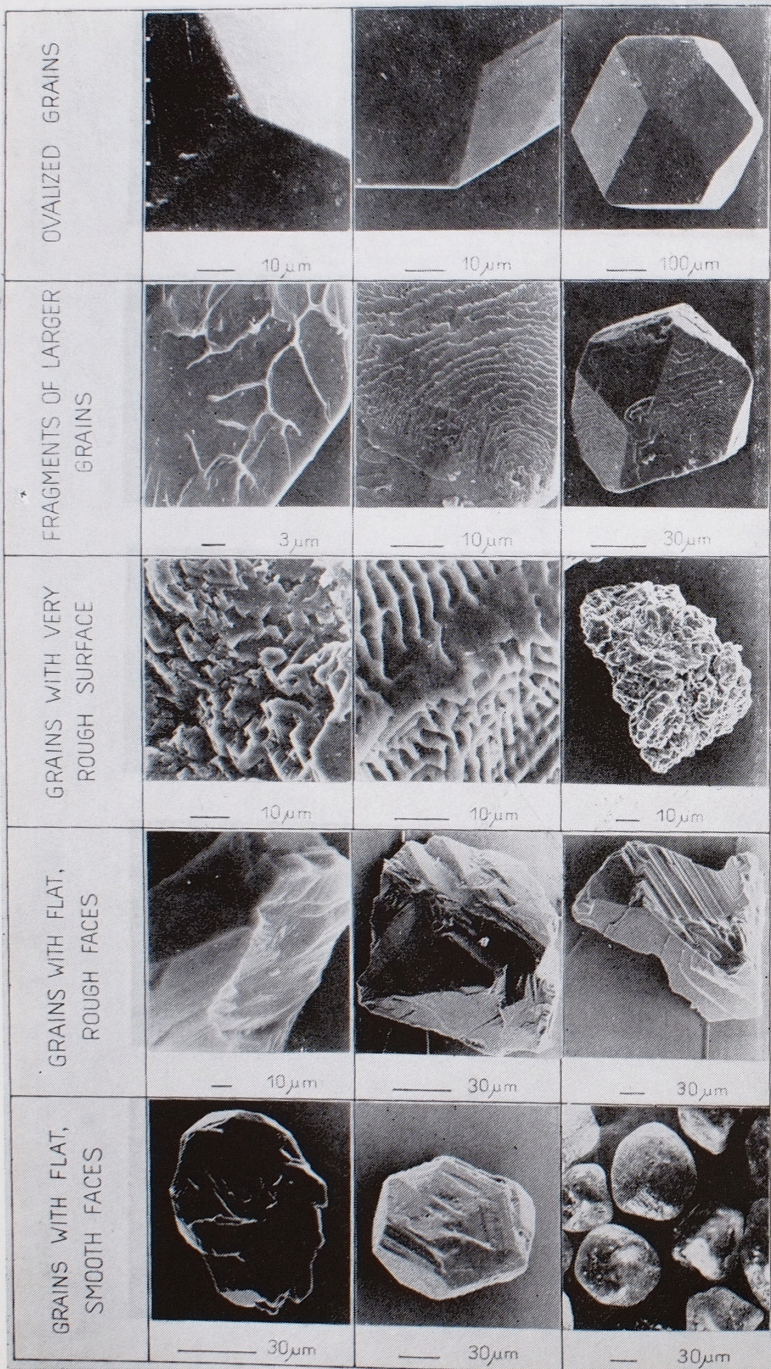 OVALIZED GRAINS
10 µm
10 µm
100 µm
FRAGMENTS OF LARGER
GRAINS
3 µm
10 µm
30 µm
GRAINS WITH VERY
ROUGH SURFACE
10 µm
10 µm
10 µm
GRAINS WITH FLAT,
ROUGH FACES
10 µm
30 µm
30 µm
GRAINS WITH FLAT,
SMOOTH FACES
30 µm
30 µm
30 µm